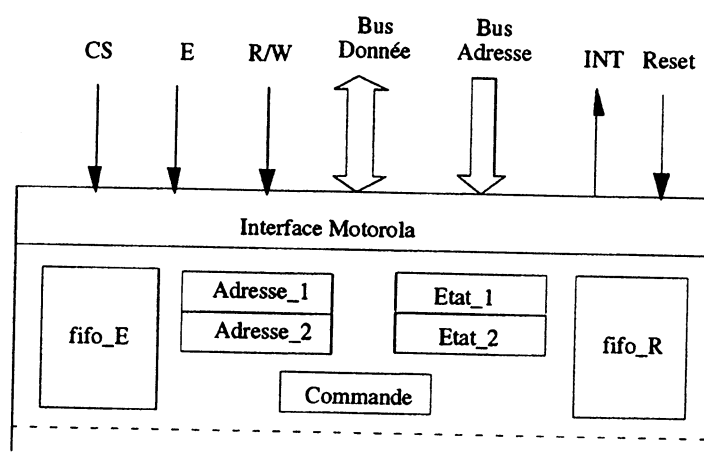 CS E R/W Bus Donnée Bus Adresse INT Reset
Interface Motorola
fifo_E
Adresse_1
Adresse_2
Etat_1
Etat_2
fifo_R
Commande